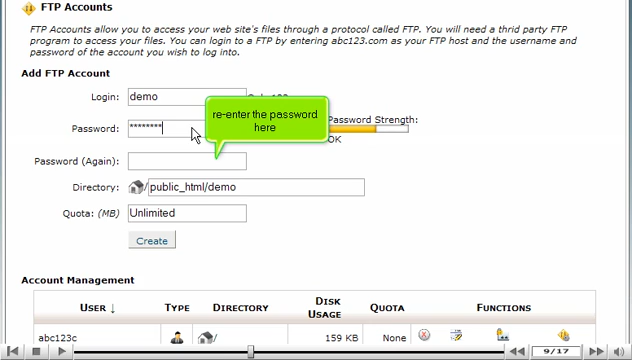 FTP Accounts
FTP Accounts allow you to access your web site's files through a protocol called FTP. You will need a thrid party FTP
program to access your files. You can login to a FTP by entering abc123.com as your FTP host and the username and
password of the account you wish to log into.
Add FTP Account
Login: demo
re-enter the password
here
Password: ********
Password Strength:
OK
Password (Again):
Directory: /public_html/demo
Quota: (MB) Unlimited
Create
Account Management
USER ↓ TYPE DIRECTORY DISK USAGE QUOTA FUNCTIONS
abc123c / 159 KB None
9/17